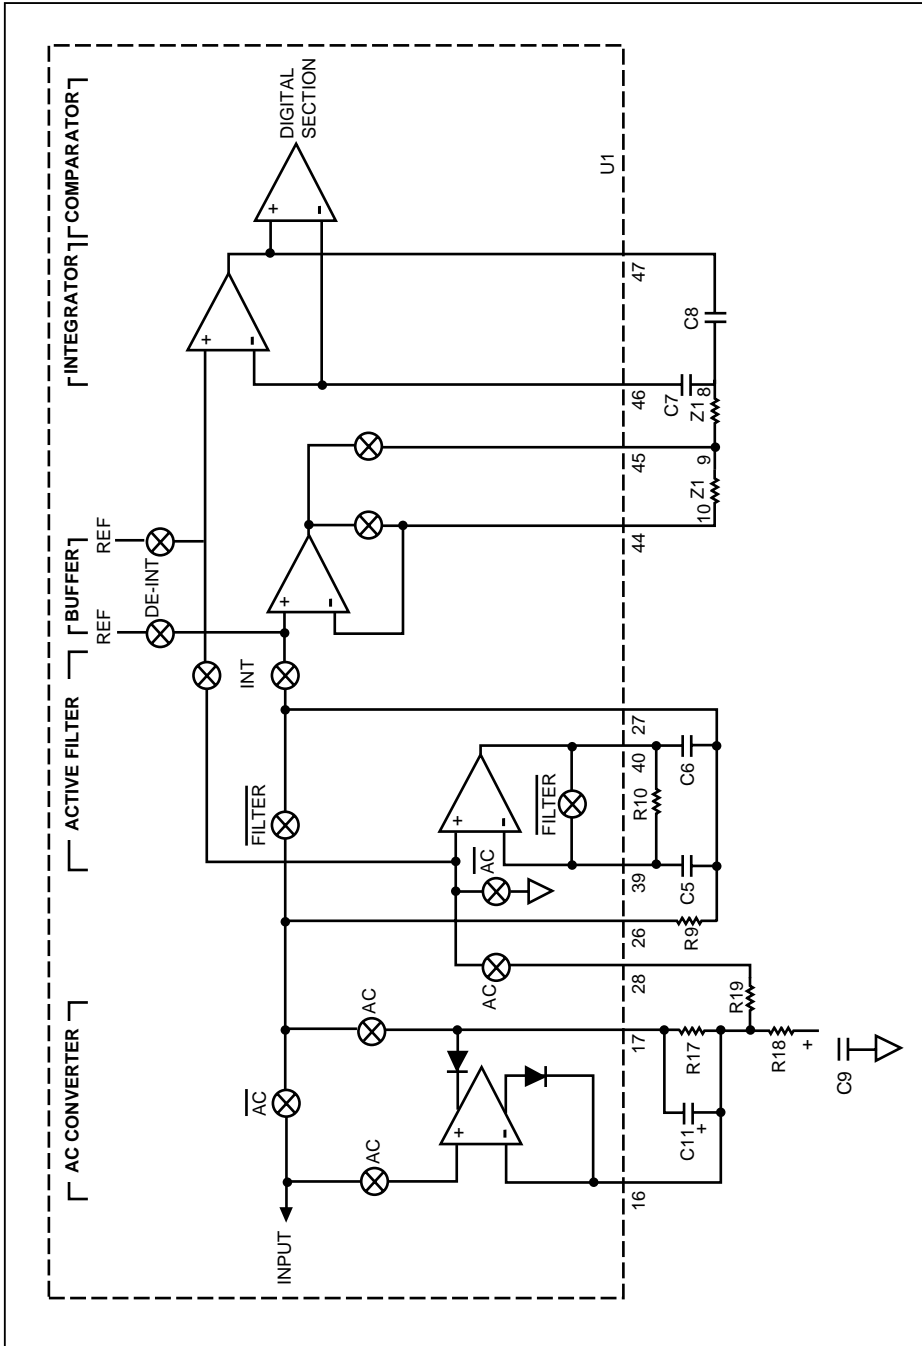 AC CONVERTER
ACTIVE FILTER
BUFFER
INTEGRATOR
COMPARATOR
REF
REF
DE-INT
INT
INPUT
AC
FILTER
AC
AC
AC
AC
FILTER
DIGITAL
SECTION
+
-
+
-
+
-
+
-
+
-
U1
16
17
28
26
39
40
27
44
45
46
47
C11
+
R17
R18
+
R19
C9
R9
C5
R10
C6
10 Z1
9
Z1 8
C7
C8